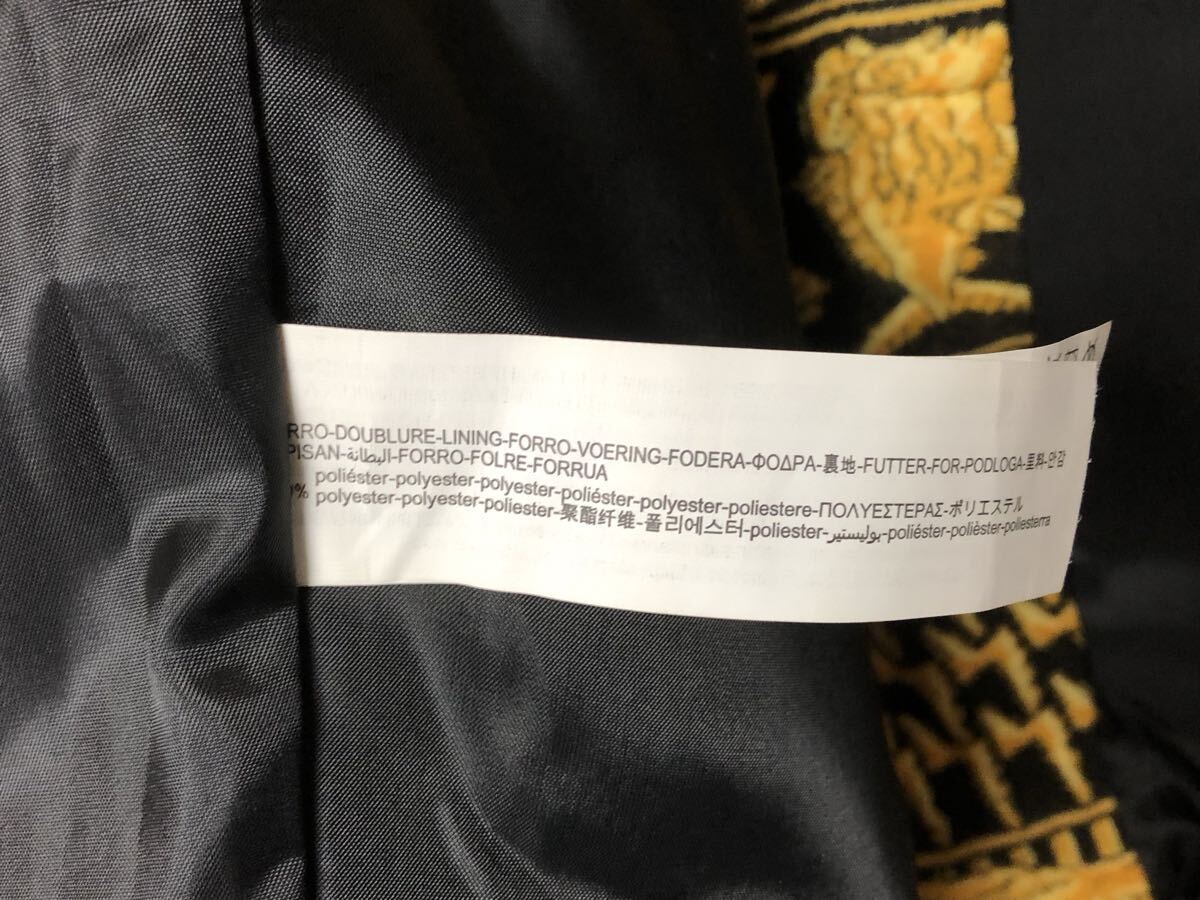 RRO-DOUBLURE-LINING-FORRO-VOERING-FODERA-ΦΟΔΡΑ-裏地-FUTTER-FOR-PODLOGA-里料-안감
PISAN-البطانة-FORRO-FOLRE-FORRUA
poliéster-polyester-polyester-poliéster-polyester-poliestere-ΠΟΛΥΕΣΤΕΡΑΣ-ポリエステル
% polyester-polyester-poliester-聚酯纤维-폴리에스터-poliester-بوليستير-poliéster-polièster-poliesterra